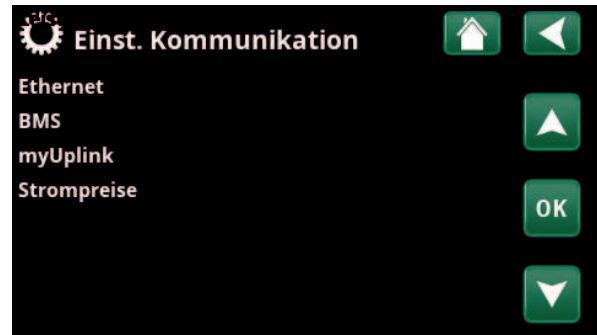 Einst. Kommunikation
Ethernet
BMS
myUplink
Strompreise
OK